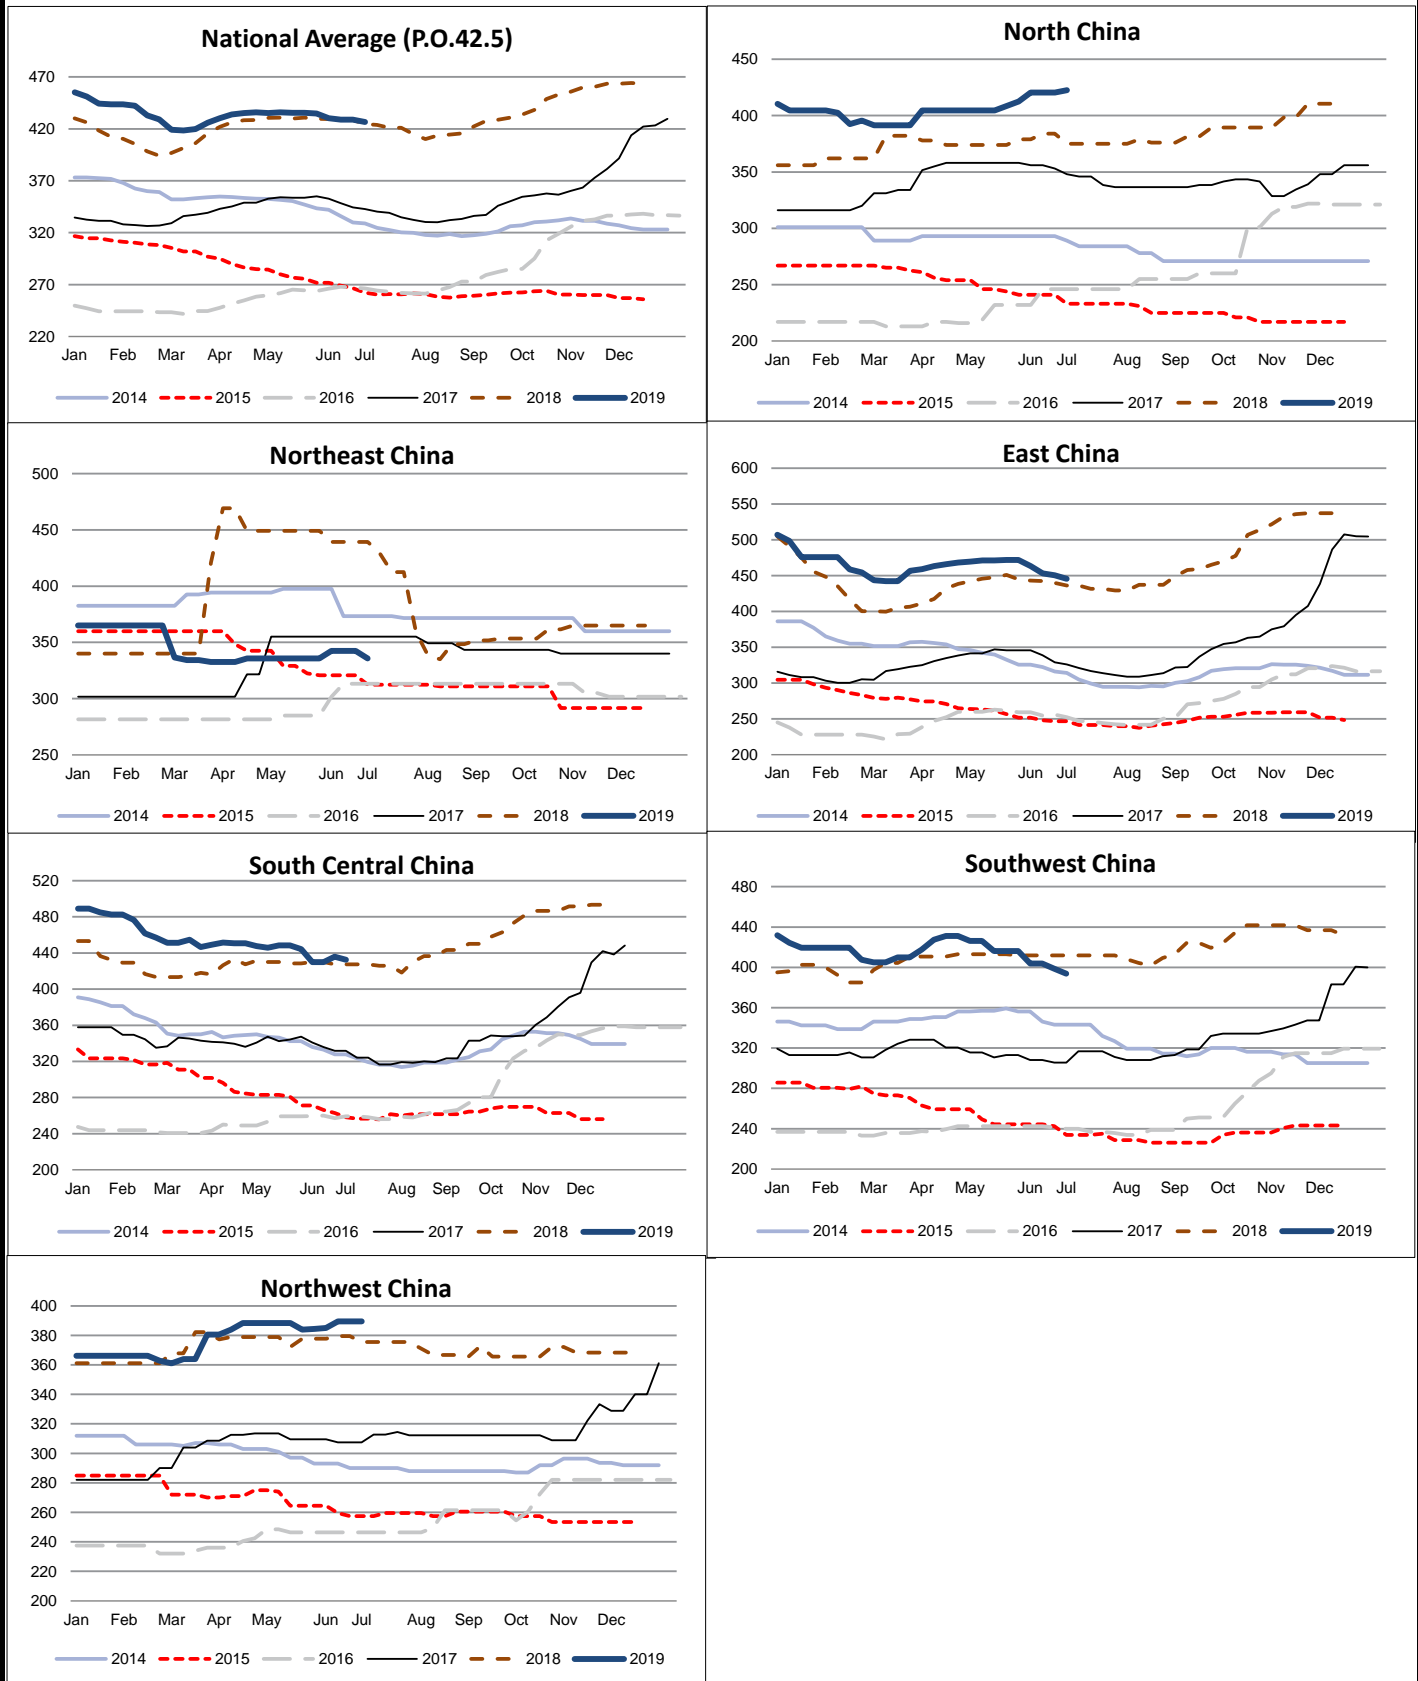 National Average (P.O.42.5)
470
420
370
320
270
220
Jan Feb Mar Apr May Jun Jul Aug Sep Oct Nov Dec
2014 2015 2016 2017 2018 2019
North China
450
400
350
300
250
200
Jan Feb Mar Apr May Jun Jul Aug Sep Oct Nov Dec
2014 2015 2016 2017 2018 2019
Northeast China
500
450
400
350
300
250
Jan Feb Mar Apr May Jun Jul Aug Sep Oct Nov Dec
2014 2015 2016 2017 2018 2019
East China
600
550
500
450
400
350
300
250
200
Jan Feb Mar Apr May Jun Jul Aug Sep Oct Nov Dec
2014 2015 2016 2017 2018 2019
South Central China
520
480
440
400
360
320
280
240
200
Jan Feb Mar Apr May Jun Jul Aug Sep Oct Nov Dec
2014 2015 2016 2017 2018 2019
Southwest China
480
440
400
360
320
280
240
200
Jan Feb Mar Apr May Jun Jul Aug Sep Oct Nov Dec
2014 2015 2016 2017 2018 2019
Northwest China
400
380
360
340
320
300
280
260
240
220
200
Jan Feb Mar Apr May Jun Jul Aug Sep Oct Nov Dec
2014 2015 2016 2017 2018 2019